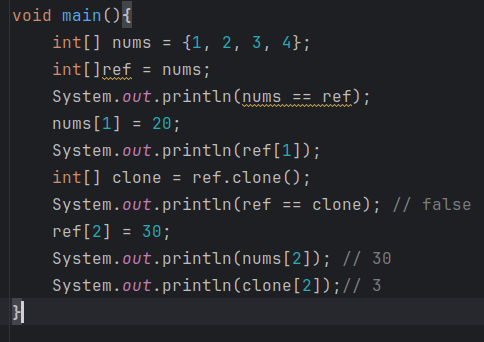 void main(){
    int[] nums = {1, 2, 3, 4};
    int[]ref = nums;
    System.out.println(nums == ref);
    nums[1] = 20;
    System.out.println(ref[1]);
    int[] clone = ref.clone();
    System.out.println(ref == clone); // false
    ref[2] = 30;
    System.out.println(nums[2]); // 30
    System.out.println(clone[2]);// 3
}